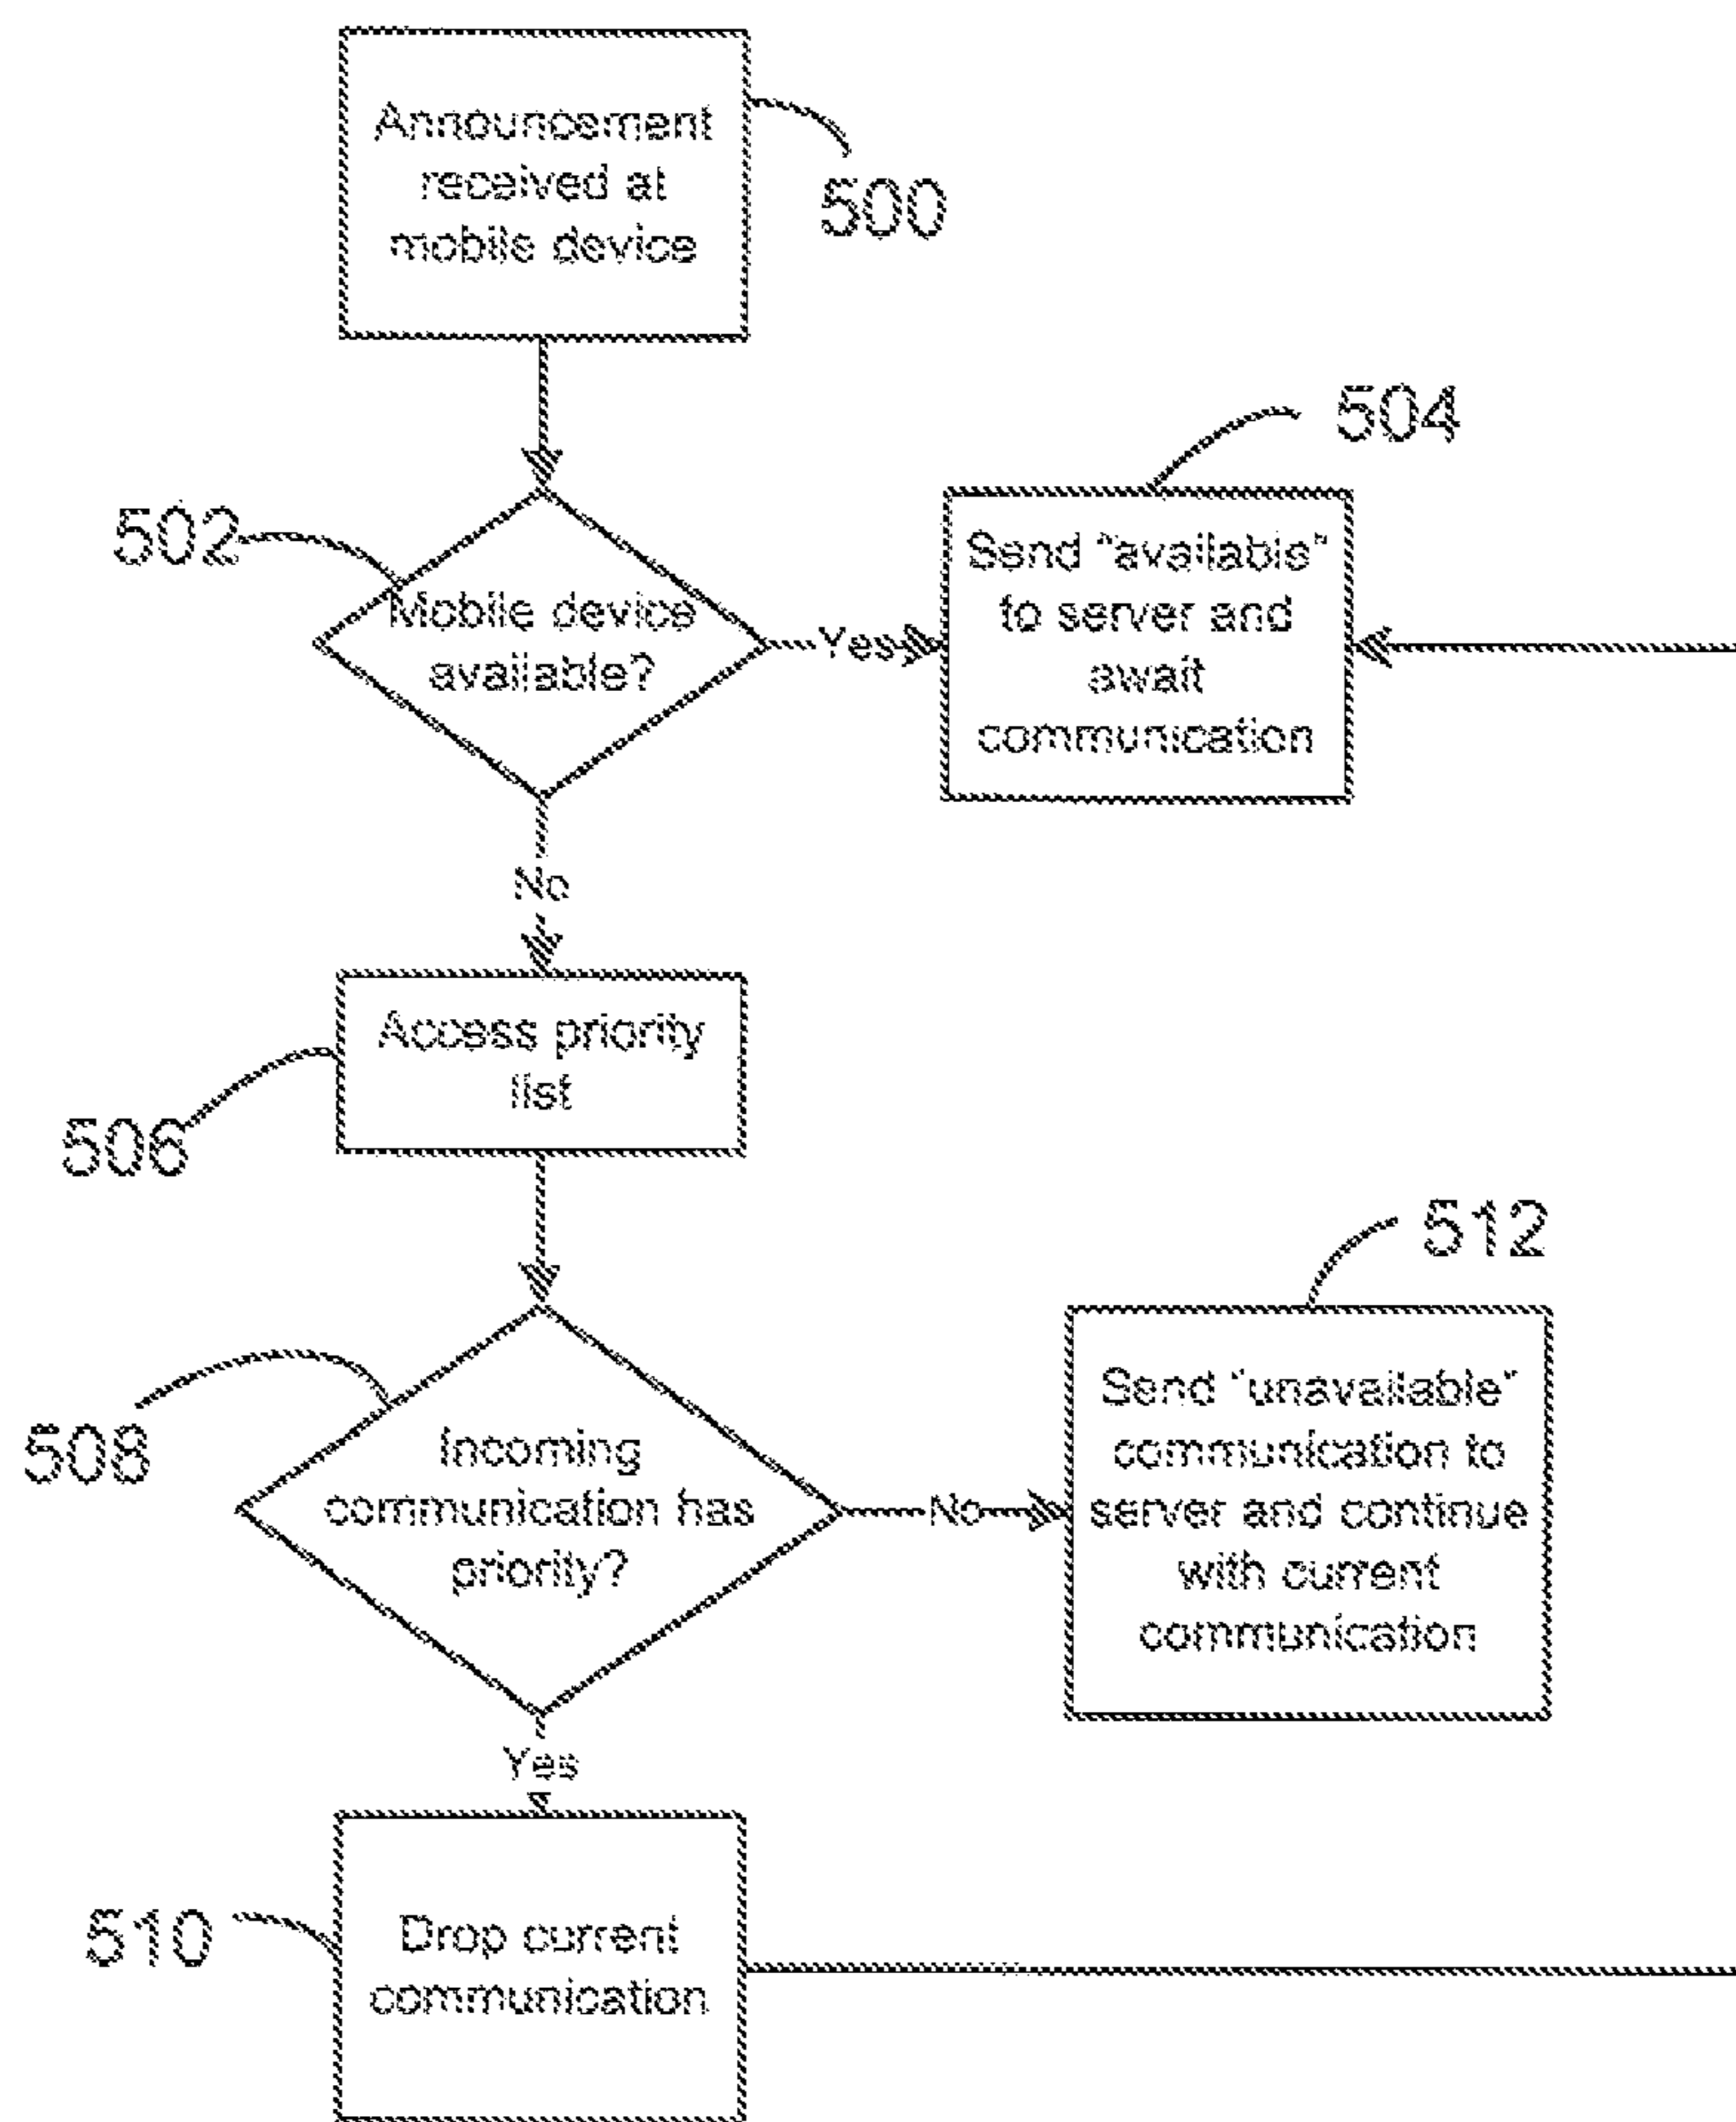 Announcement
received at
mobile device
500
502
Mobile device
available?
Yes
504
Send "available"
to server and
await
communication
No
Access priority
list
506
508
Incoming
communication has
priority?
No
512
Send "unavailable"
communication to
server and continue
with current
communication
Yes
510
Drop current
communication